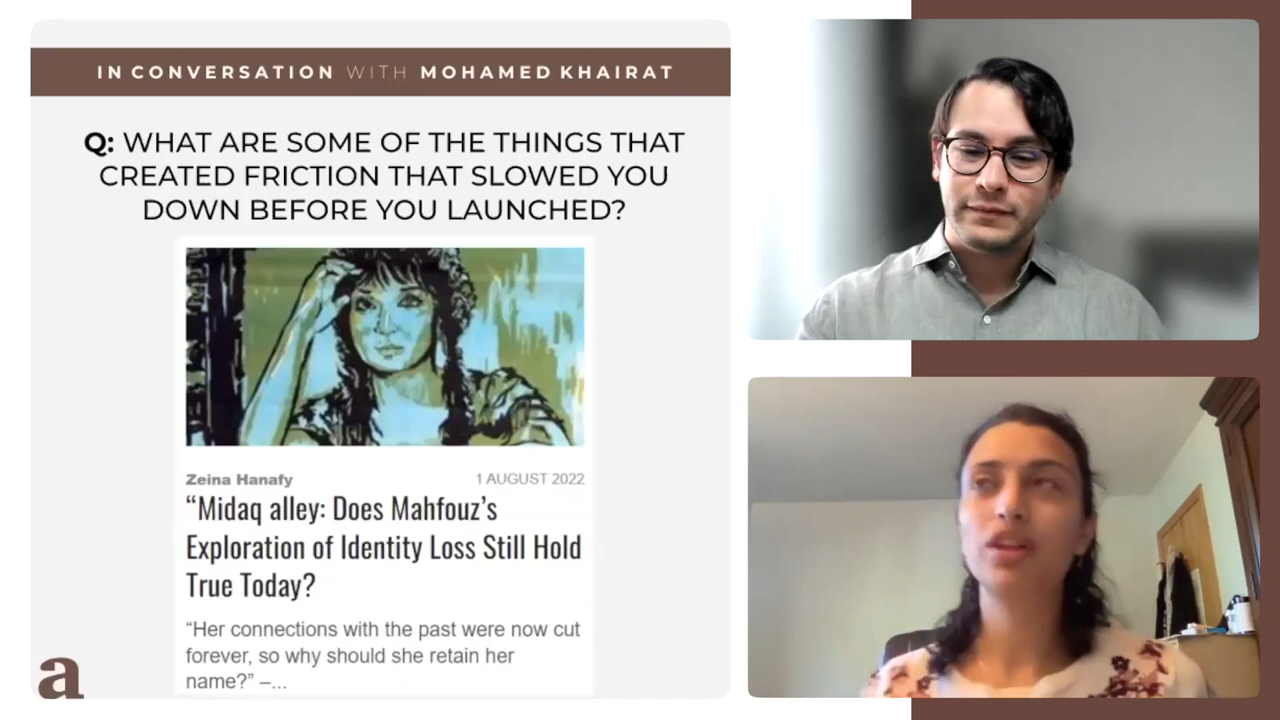 IN CONVERSATION WITH MOHAMED KHAIRAT
Q: WHAT ARE SOME OF THE THINGS THAT
CREATED FRICTION THAT SLOWED YOU
DOWN BEFORE YOU LAUNCHED?
Zeina Hanafy 1 AUGUST 2022
“Midaq alley: Does Mahfouz’s
Exploration of Identity Loss Still Hold
True Today?
“Her connections with the past were now cut
forever, so why should she retain her
name?” –...
a